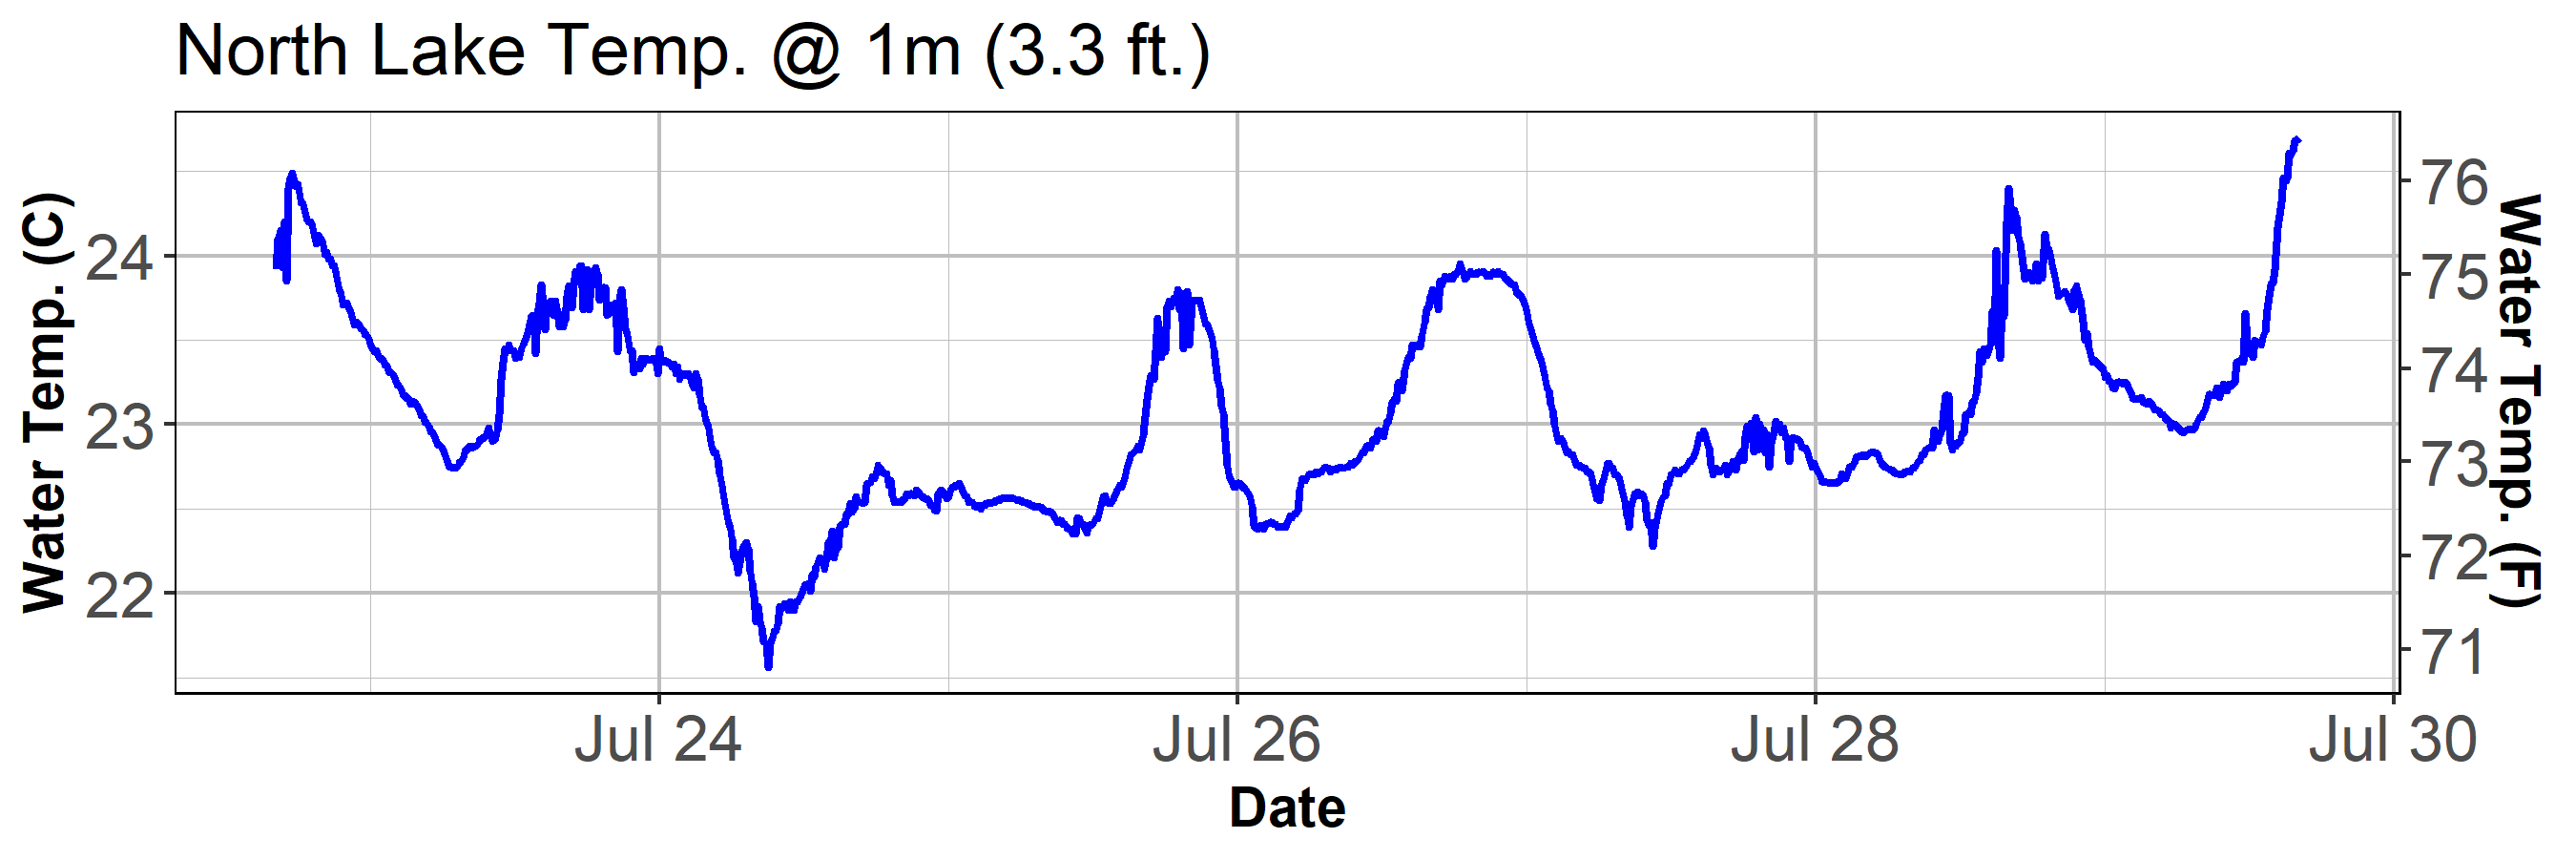 North Lake Temp. @ 1m (3.3 ft.)
Water Temp. (C)
24
23
22
76
75
74
73
72
71
Water Temp. (F)
Jul 24 Jul 26 Jul 28 Jul 30
Date